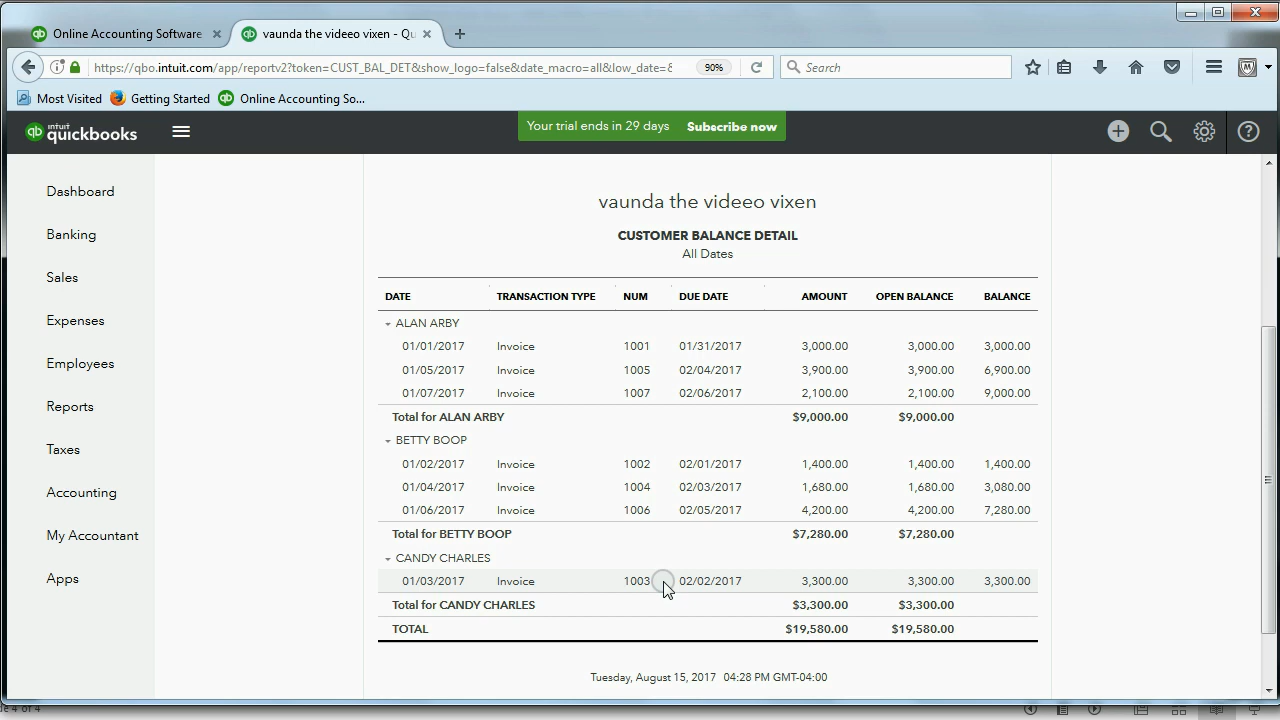 Online Accounting Software
vaunda the videeo vixen - Qu
https://qbo.intuit.com/app/reportv2?token=CUST_BAL_DET&show_logo=false&date_macro=all&low_date=&
90%
Search
Most Visited
Getting Started
Online Accounting So...
qb intuit quickbooks
Your trial ends in 29 days Subscribe now
Dashboard
Banking
Sales
Expenses
Employees
Reports
Taxes
Accounting
My Accountant
Apps
vaunda the videeo vixen
CUSTOMER BALANCE DETAIL
All Dates
DATE TRANSACTION TYPE NUM DUE DATE AMOUNT OPEN BALANCE BALANCE
ALAN ARBY
01/01/2017 Invoice 1001 01/31/2017 3,000.00 3,000.00 3,000.00
01/05/2017 Invoice 1005 02/04/2017 3,900.00 3,900.00 6,900.00
01/07/2017 Invoice 1007 02/06/2017 2,100.00 2,100.00 9,000.00
Total for ALAN ARBY $9,000.00 $9,000.00
BETTY BOOP
01/02/2017 Invoice 1002 02/01/2017 1,400.00 1,400.00 1,400.00
01/04/2017 Invoice 1004 02/03/2017 1,680.00 1,680.00 3,080.00
01/06/2017 Invoice 1006 02/05/2017 4,200.00 4,200.00 7,280.00
Total for BETTY BOOP $7,280.00 $7,280.00
CANDY CHARLES
01/03/2017 Invoice 1003 02/02/2017 3,300.00 3,300.00 3,300.00
Total for CANDY CHARLES $3,300.00 $3,300.00
TOTAL $19,580.00 $19,580.00
Tuesday, August 15, 2017 04:28 PM GMT-04:00
de 4 of 4